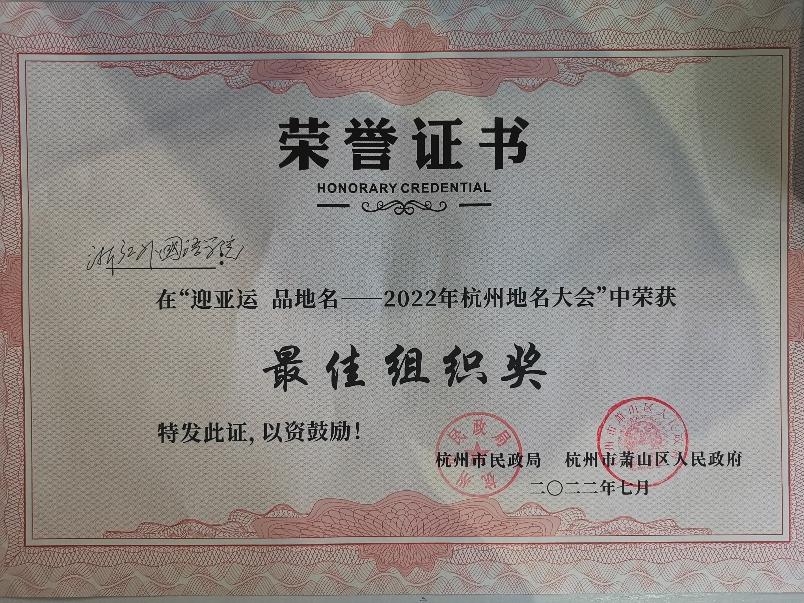 荣誉证书
HONORARY CREDENTIAL
浙江外國语学院:
在“迎亚运 品地名——2022年杭州地名大会”中荣获
最佳组织奖
特发此证,以资鼓励!
杭州市民政局 杭州市萧山区人民政府
二〇二二年七月